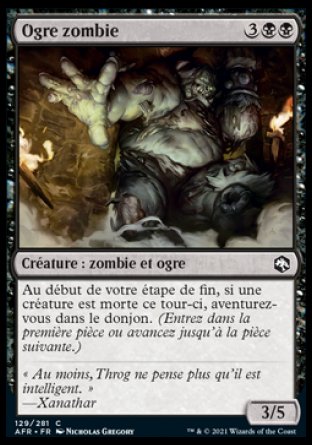 Ogre zombie 3
Créature : zombie et ogre
Au début de votre étape de fin, si une
créature est morte ce tour-ci, aventurez-
vous dans le donjon. (Entrez dans la
première pièce ou avancez jusqu'à la pièce
suivante.)
« Au moins, Throg ne pense plus qu'il est
intelligent. »
—Xanathar
3/5
129/281 C
AFR • FR Nicholas Gregory
™ & © 2021 Wizards of the Coast